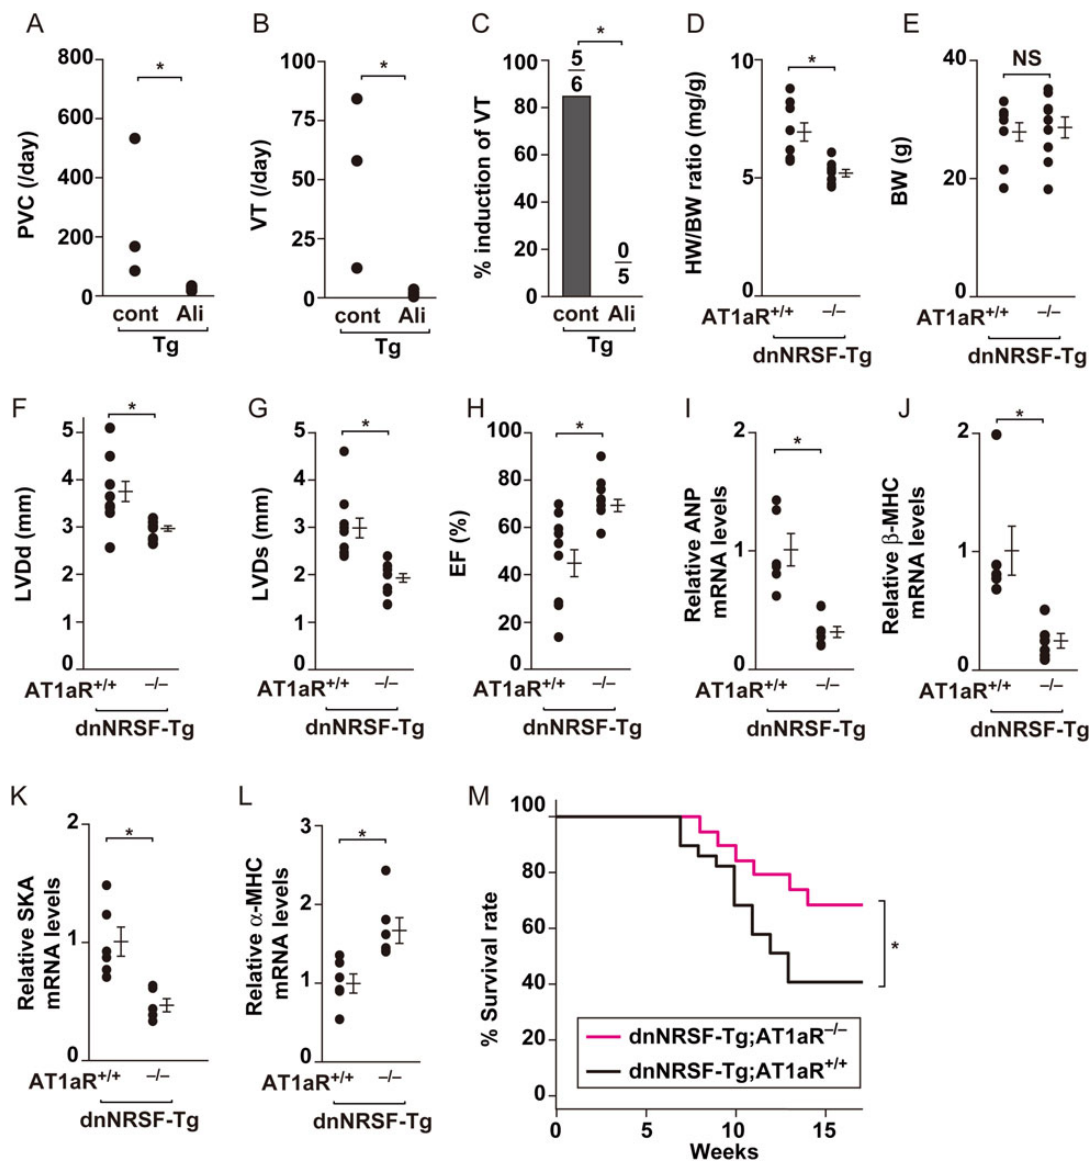 A
PVC (/day)
800
600
400
200
0
*
cont Ali
Tg
B
VT (/day)
100
75
50
25
0
*
cont Ali
Tg
C
% induction of VT
100
80
60
40
20
0
*
5
6
0
5
cont Ali
Tg
D
HW/BW ratio (mg/g)
10
5
0
*
AT1aR+/+ –/–
dnNRSF-Tg
E
BW (g)
40
20
0
NS
AT1aR+/+ –/–
dnNRSF-Tg
F
LVDd (mm)
5
4
3
2
1
0
*
AT1aR+/+ –/–
dnNRSF-Tg
G
LVDs (mm)
5
4
3
2
1
0
*
AT1aR+/+ –/–
dnNRSF-Tg
H
EF (%)
100
80
60
40
20
0
*
AT1aR+/+ –/–
dnNRSF-Tg
I
Relative ANP
mRNA levels
2
1
0
*
AT1aR+/+ –/–
dnNRSF-Tg
J
Relative β-MHC
mRNA levels
2
1
0
*
AT1aR+/+ –/–
dnNRSF-Tg
K
Relative SKA
mRNA levels
2
1
0
*
AT1aR+/+ –/–
dnNRSF-Tg
L
Relative α-MHC
mRNA levels
3
2
1
0
*
AT1aR+/+ –/–
dnNRSF-Tg
M
% Survival rate
100
80
60
40
20
0
*
dnNRSF-Tg;AT1aR–/–
dnNRSF-Tg;AT1aR+/+
0 5 10 15
Weeks